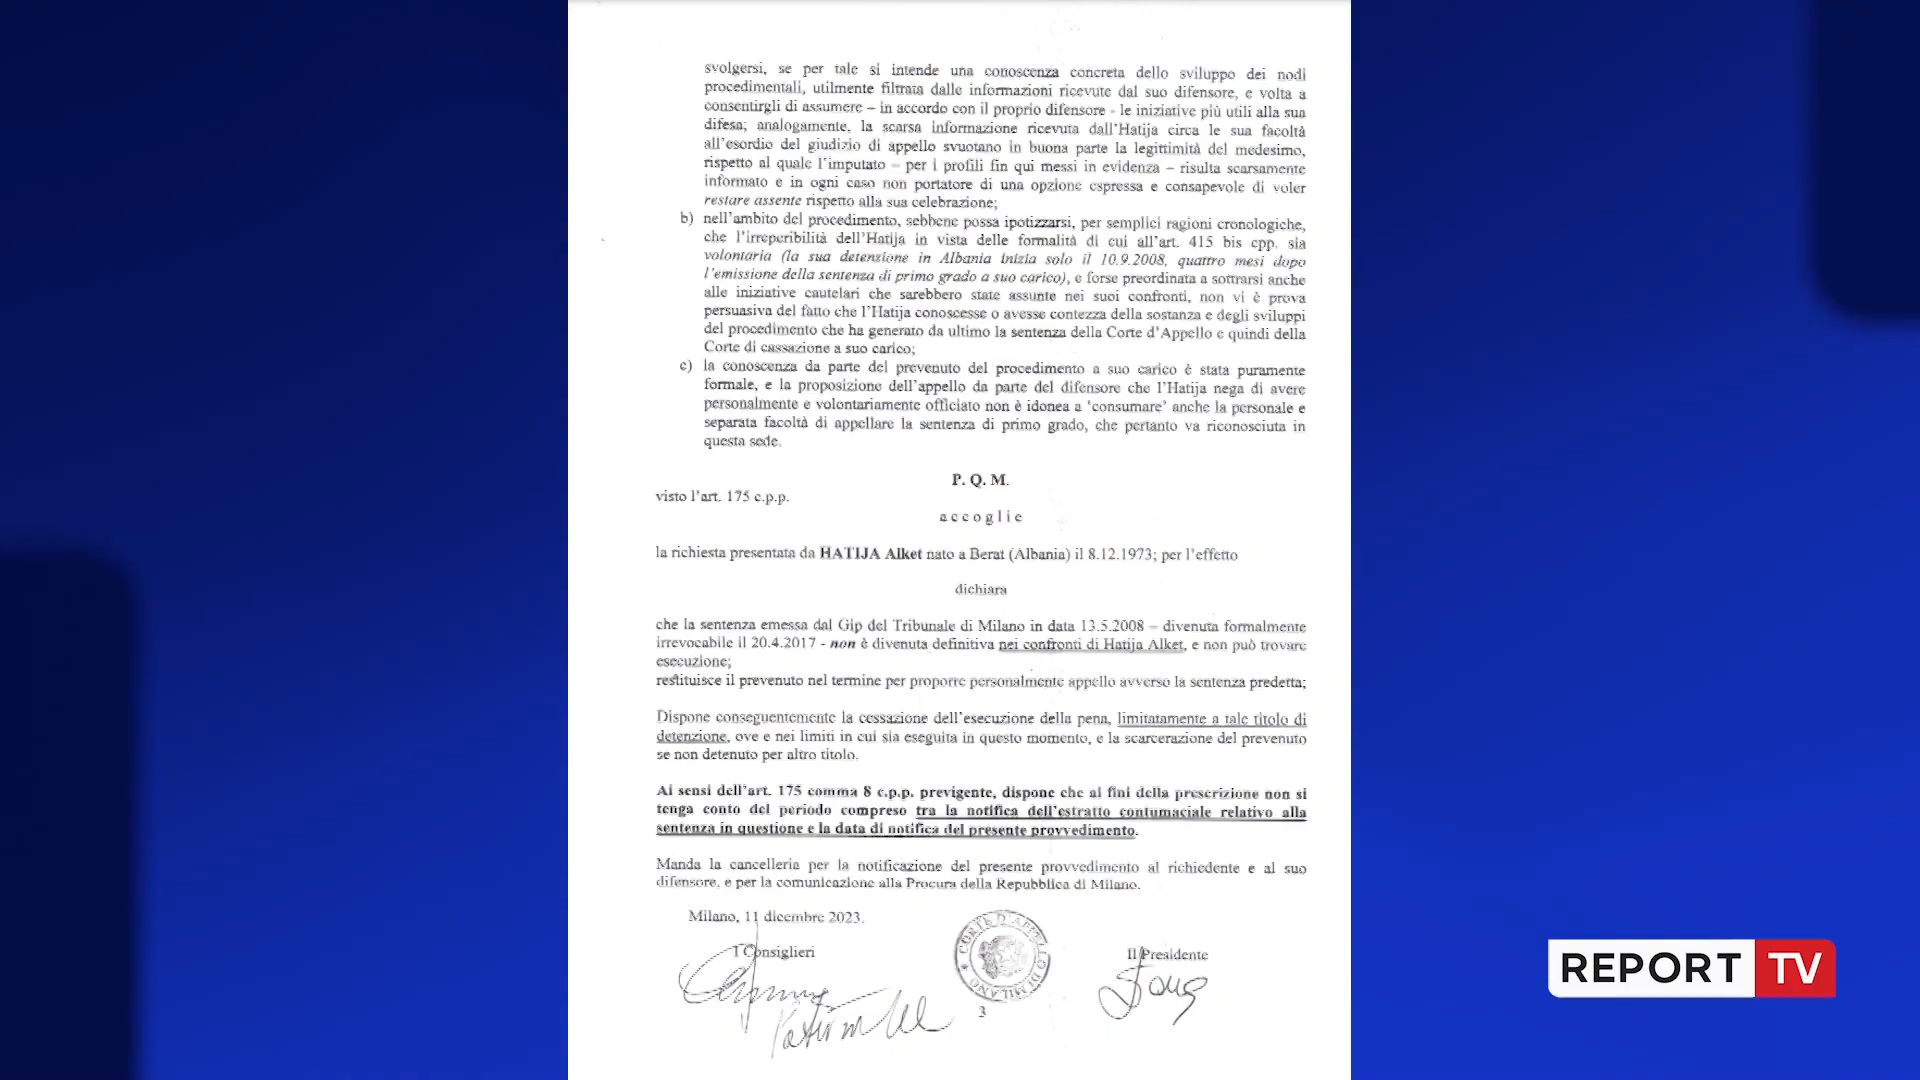 svolgersi, se per tale si intende una conoscenza concreta dello sviluppo dei nodi
procedimentali, utilmente filtrata dalle informazioni ricevute dal suo difensore, e volta a
consentirgli di assumere – in accordo con il proprio difensore - le iniziative più utili alla sua
difesa; analogamente, la scarsa informazione ricevuta dall'Hatija circa le sua facoltà
all'esordio del giudizio di appello svuotano in buona parte la legittimità del medesimo,
rispetto al quale l'imputato – per i profili fin qui messi in evidenza – risulta scarsamente
informato e in ogni caso non portatore di una opzione espressa e consapevole di voler
restare assente rispetto alla sua celebrazione;
b) nell'ambito del procedimento, sebbene possa ipotizzarsi, per semplici ragioni cronologiche,
che l'irreperibilità dell'Hatija in vista delle formalità di cui all'art. 415 bis cpp. sia
volontaria (la sua detenzione in Albania inizia solo il 10.9.2008, quattro mesi dopo
l'emissione della sentenza di primo grado a suo carico), e forse preordinata a sottrarsi anche
alle iniziative cautelari che sarebbero state assunte nei suoi confronti, non vi è prova
persuasiva del fatto che l'Hatija conoscesse o avesse contezza della sostanza e degli sviluppi
del procedimento che ha generato da ultimo la sentenza della Corte d'Appello e quindi della
Corte di cassazione a suo carico;
c) la conoscenza da parte del prevenuto del procedimento a suo carico è stata puramente
formale, e la proposizione dell'appello da parte del difensore che l'Hatija nega di avere
personalmente e volontariamente officiato non è idonea a 'consumare' anche la personale e
separata facoltà di appellare la sentenza di primo grado, che pertanto va riconosciuta in
questa sede.
P. Q. M.
visto l'art. 175 c.p.p.
accoglie
la richiesta presentata da HATIJA Alket nato a Berat (Albania) il 8.12.1973; per l'effetto
dichiara
che la sentenza emessa dal Gip del Tribunale di Milano in data 13.5.2008 – divenuta formalmente
irrevocabile il 20.4.2017 - non è divenuta definitiva nei confronti di Hatija Alket, e non può trovare
esecuzione;
restituisce il prevenuto nel termine per proporre personalmente appello avverso la sentenza predetta;
Dispone conseguentemente la cessazione dell'esecuzione della pena, limitatamente a tale titolo di
detenzione, ove e nei limiti in cui sia eseguita in questo momento, e la scarcerazione del prevenuto
se non detenuto per altro titolo.
Ai sensi dell'art. 175 comma 8 c.p.p. previgente, dispone che ai fini della prescrizione non si
tenga conto del periodo compreso tra la notifica dell'estratto contumaciale relativo alla
sentenza in questione e la data di notifica del presente provvedimento.
Manda la cancelleria per la notificazione del presente provvedimento al richiedente e al suo
difensore, e per la comunicazione alla Procura della Repubblica di Milano.
Milano, 11 dicembre 2023.
I Consiglieri
Il Presidente
CORTE D'APPELLO DI MILANO
3
REPORT TV